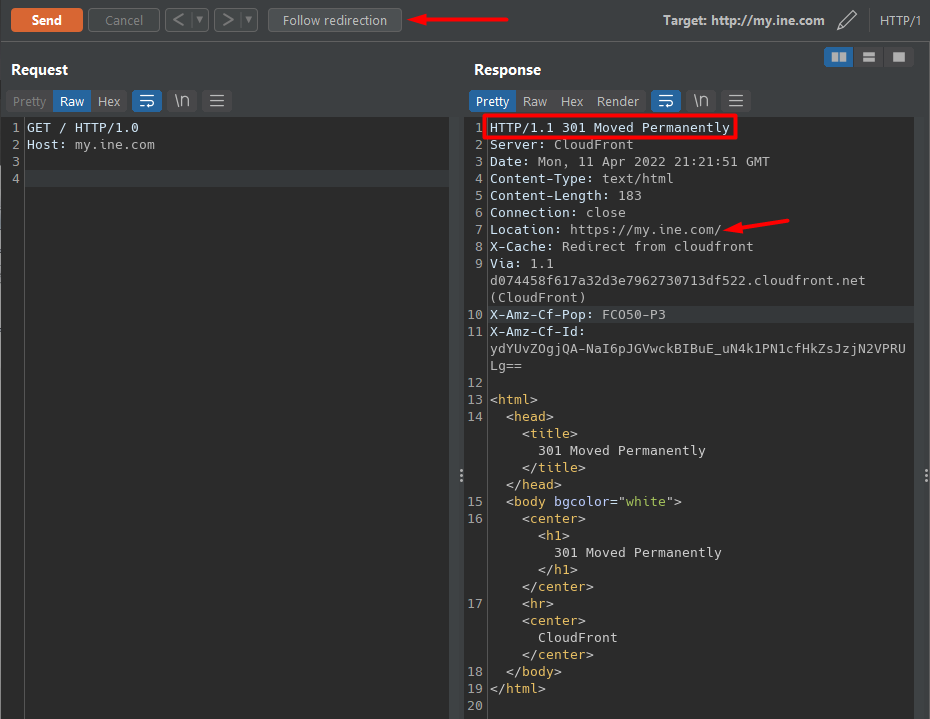 Send Cancel < ▼ > ▼ Follow redirection Target: http://my.ine.com HTTP/1
Request
Pretty Raw Hex \n
1 GET / HTTP/1.0
2 Host: my.ine.com
3
4
Response
Pretty Raw Hex Render \n
1 HTTP/1.1 301 Moved Permanently
2 Server: CloudFront
3 Date: Mon, 11 Apr 2022 21:21:51 GMT
4 Content-Type: text/html
5 Content-Length: 183
6 Connection: close
7 Location: https://my.ine.com/
8 X-Cache: Redirect from cloudfront
9 Via: 1.1
d074458f617a32d3e7962730713df522.cloudfront.net
(CloudFront)
10 X-Amz-Cf-Pop: FCO50-P3
11 X-Amz-Cf-Id:
ydYUvZOgjQA-NaI6pJGVwckBIBuE_uN4k1PN1cfHkZsJzjN2VPRU
Lg==
12
13 <html>
14 <head>
<title>
301 Moved Permanently
</title>
</head>
15 <body bgcolor="white">
16 <center>
<h1>
301 Moved Permanently
</h1>
</center>
17 <hr>
<center>
CloudFront
</center>
18 </body>
19 </html>
20